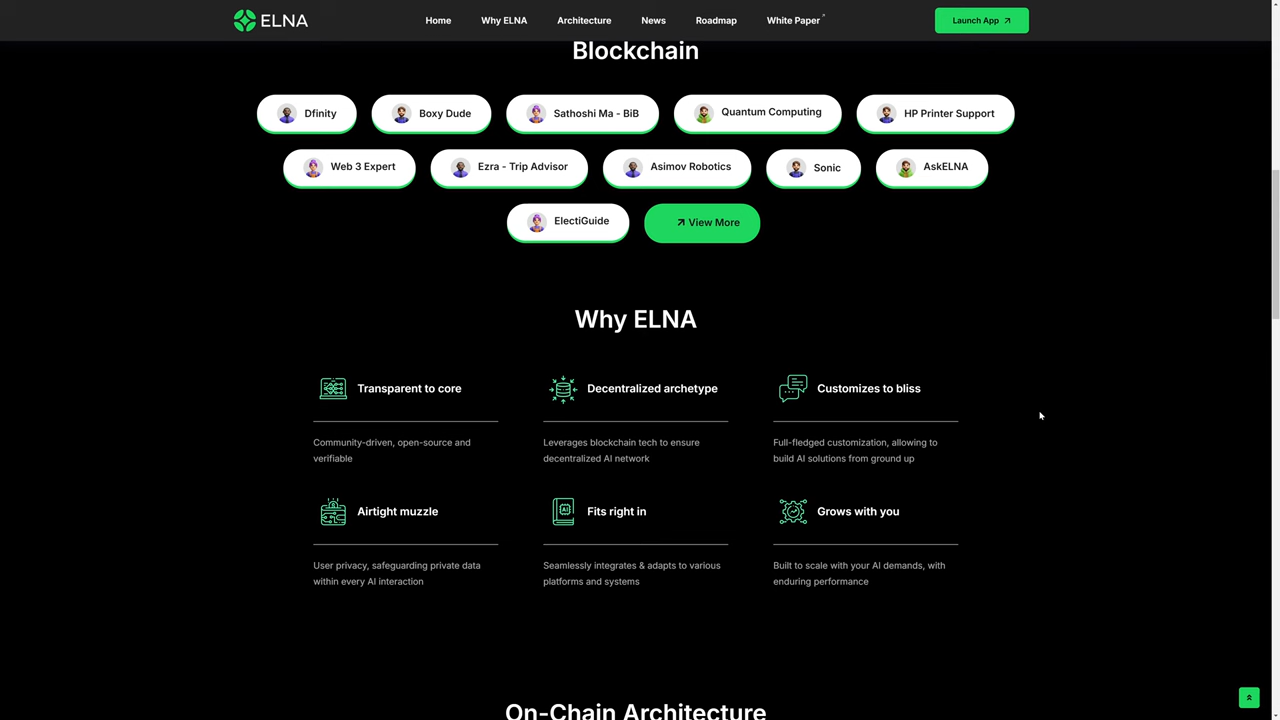 ELNA
Home
Why ELNA
Architecture
News
Roadmap
White Paper
Launch App
Blockchain
Dfinity
Boxy Dude
Sathoshi Ma - BiB
Quantum Computing
HP Printer Support
Web 3 Expert
Ezra - Trip Advisor
Asimov Robotics
Sonic
AskELNA
ElectiGuide
View More
Why ELNA
Transparent to core
Community-driven, open-source and
verifiable
Decentralized archetype
Leverages blockchain tech to ensure
decentralized AI network
Customizes to bliss
Full-fledged customization, allowing to
build AI solutions from ground up
Airtight muzzle
User privacy, safeguarding private data
within every AI interaction
Fits right in
Seamlessly integrates & adapts to various
platforms and systems
Grows with you
Built to scale with your AI demands, with
enduring performance
On-Chain Architecture